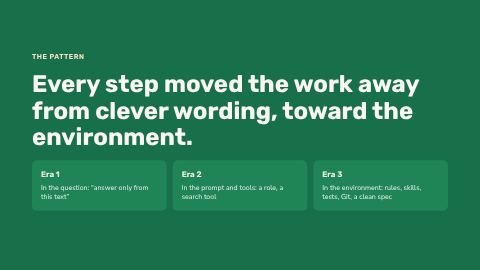 THE PATTERN
Every step moved the work away
from clever wording, toward the
environment.
Era 1
In the question: "answer only from
this text"
Era 2
In the prompt and tools: a role, a
search tool
Era 3
In the environment: rules, skills,
tests, Git, a clean spec